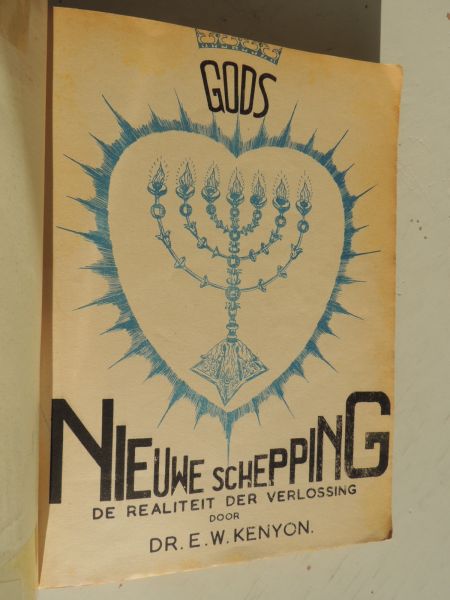 GODS
NIEUWE SCHEPPING
DE REALITEIT DER VERLOSSING
DOOR
DR. E. W. KENYON.